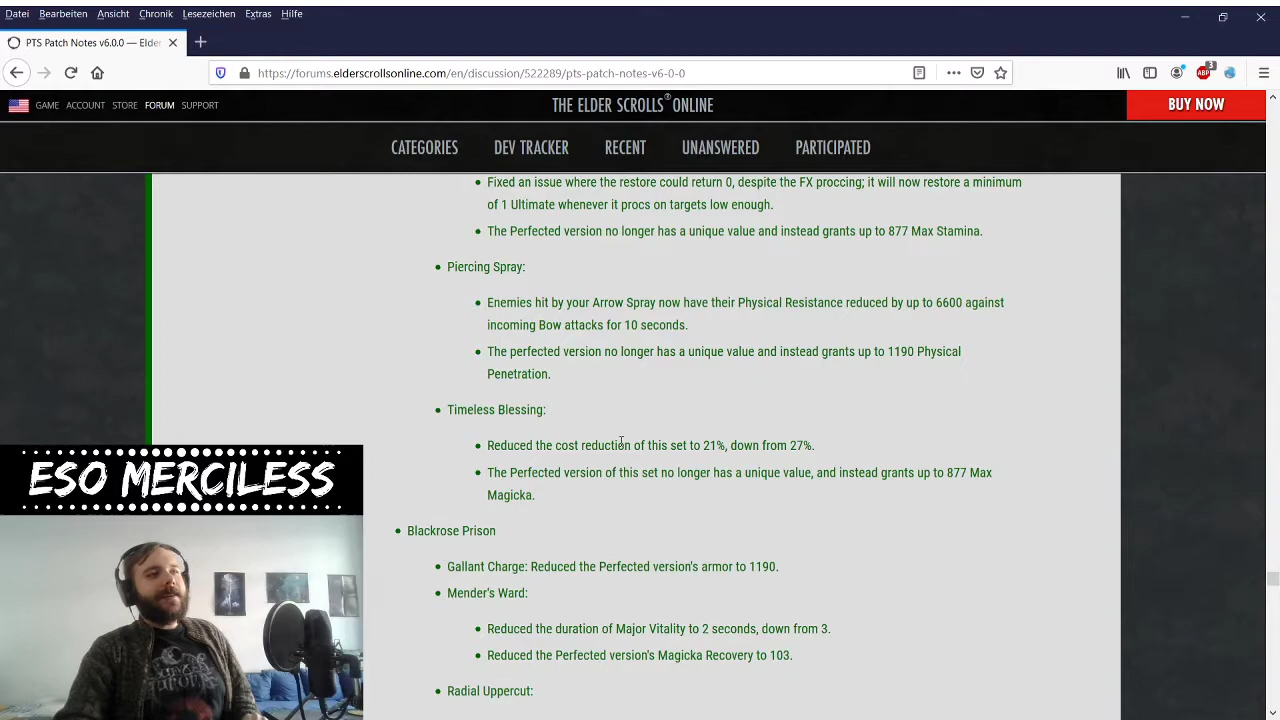 Datei Bearbeiten Ansicht Chronik Lesezeichen Extras Hilfe
PTS Patch Notes v6.0.0 — Elder
https://forums.elderscrollsonline.com/en/discussion/522289/pts-patch-notes-v6-0-0
ABP 3
GAME ACCOUNT STORE FORUM SUPPORT
THE ELDER SCROLLS® ONLINE
BUY NOW
CATEGORIES DEV TRACKER RECENT UNANSWERED PARTICIPATED
• Fixed an issue where the restore could return 0, despite the FX proccing; it will now restore a minimum
of 1 Ultimate whenever it procs on targets low enough.
• The Perfected version no longer has a unique value and instead grants up to 877 Max Stamina.
• Piercing Spray:
• Enemies hit by your Arrow Spray now have their Physical Resistance reduced by up to 6600 against
incoming Bow attacks for 10 seconds.
• The perfected version no longer has a unique value and instead grants up to 1190 Physical
Penetration.
• Timeless Blessing:
• Reduced the cost reduction of this set to 21%, down from 27%.
• The Perfected version of this set no longer has a unique value, and instead grants up to 877 Max
Magicka.
ESO MERCILESS
• Blackrose Prison
• Gallant Charge: Reduced the Perfected version's armor to 1190.
• Mender's Ward:
• Reduced the duration of Major Vitality to 2 seconds, down from 3.
• Reduced the Perfected version's Magicka Recovery to 103.
• Radial Uppercut: